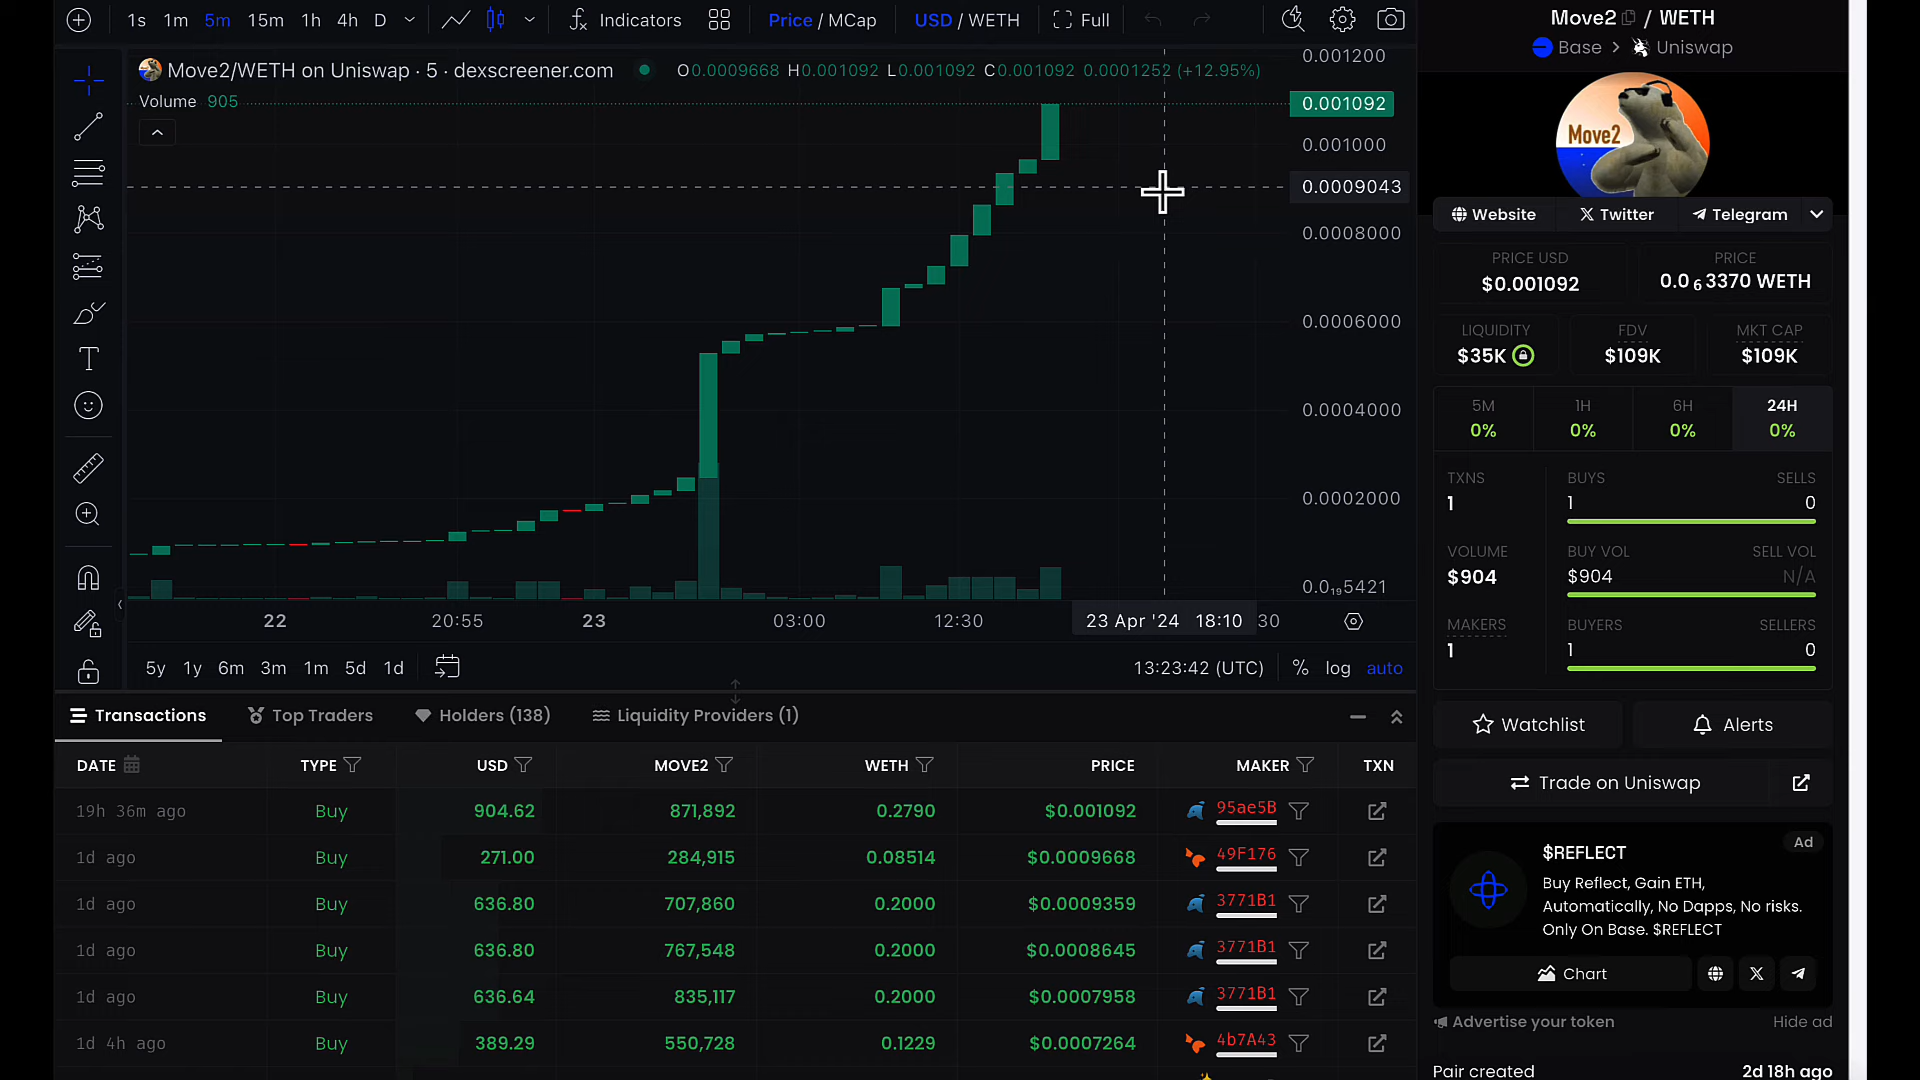 1s 1m 5m 15m 1h 4h D Indicators Price / MCap USD / WETH Full
Move2/WETH on Uniswap · 5 · dexscreener.com O0.0009668 H0.001092 L0.001092 C0.001092 0.0001252 (+12.95%)
Volume 905
0.001200
0.001092
0.001000
0.0009043
0.0008000
0.0006000
0.0004000
0.0002000
0.0₁₉5421
22 20:55 23 03:00 12:30 23 Apr '24 18:10 30
5y 1y 6m 3m 1m 5d 1d 13:23:42 (UTC) % log auto
Transactions Top Traders Holders (138) Liquidity Providers (1)
DATE TYPE USD MOVE2 WETH PRICE MAKER TXN
19h 36m ago Buy 904.62 871,892 0.2790 $0.001092 95ae5B
1d ago Buy 271.00 284,915 0.08514 $0.0009668 49F176
1d ago Buy 636.80 707,860 0.2000 $0.0009359 3771B1
1d ago Buy 636.80 767,548 0.2000 $0.0008645 3771B1
1d ago Buy 636.64 835,117 0.2000 $0.0007958 3771B1
1d 4h ago Buy 389.29 550,728 0.1229 $0.0007264 4b7A43
Move2 / WETH
Base > Uniswap
Move2
Website Twitter Telegram
PRICE USD PRICE
$0.001092 0.0₆3370 WETH
LIQUIDITY FDV MKT CAP
$35K $109K $109K
5M 1H 6H 24H
0% 0% 0% 0%
TXNS BUYS SELLS
1 1 0
VOLUME BUY VOL SELL VOL
$904 $904 N/A
MAKERS BUYERS SELLERS
1 1 0
Watchlist Alerts
Trade on Uniswap
$REFLECT Ad
Buy Reflect, Gain ETH,
Automatically, No Dapps, No risks.
Only On Base. $REFLECT
Chart
Advertise your token Hide ad
Pair created 2d 18h ago